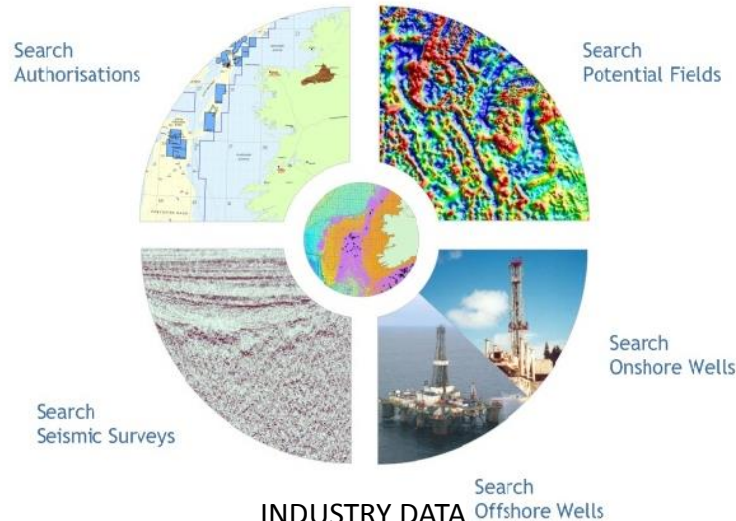 Search
Authorisations
Search
Potential Fields
Search
Onshore Wells
Search
Seismic Surveys
Search
Offshore Wells
INDUSTRY DATA